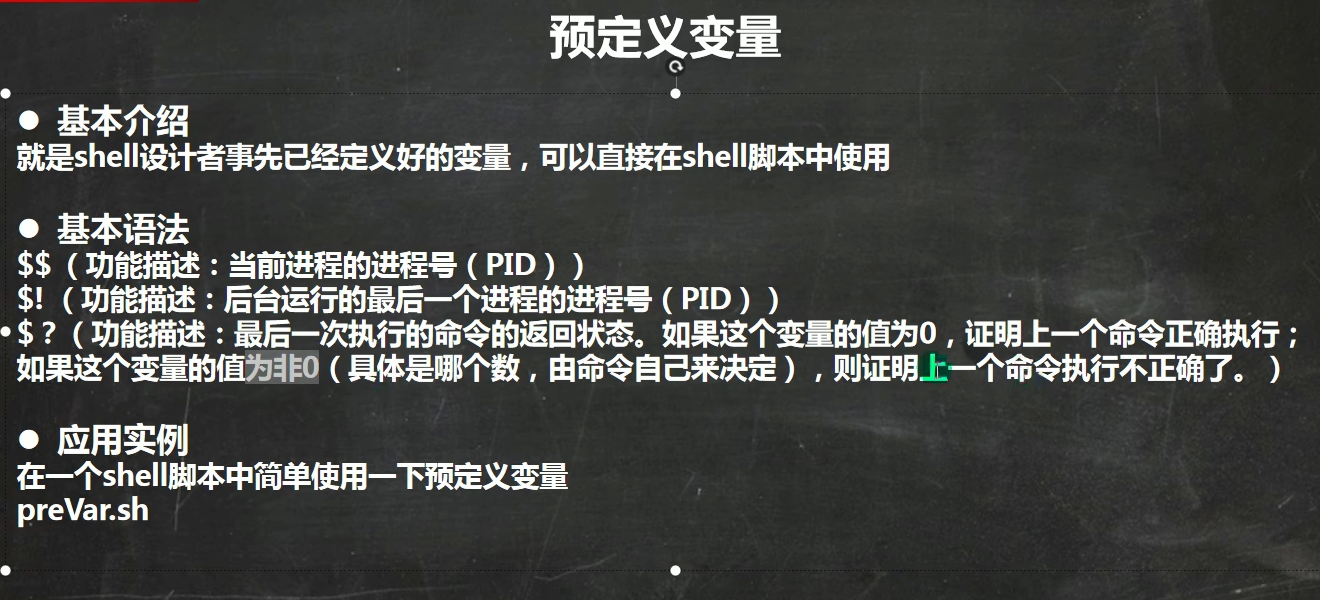 预定义变量
● 基本介绍
就是shell设计者事先已经定义好的变量，可以直接在shell脚本中使用
● 基本语法
$$（功能描述：当前进程的进程号（PID））
$!（功能描述：后台运行的最后一个进程的进程号（PID））
$？（功能描述：最后一次执行的命令的返回状态。如果这个变量的值为0，证明上一个命令正确执行；
如果这个变量的值为非0（具体是哪个数，由命令自己来决定），则证明上一个命令执行不正确了。）
● 应用实例
在一个shell脚本中简单使用一下预定义变量
preVar.sh